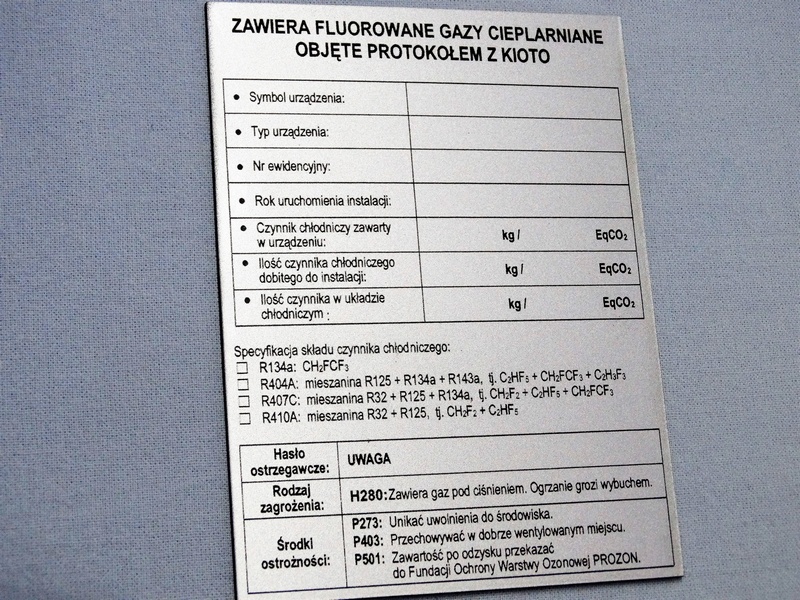 ZAWIERA FLUOROWANE GAZY CIEPLARNIANE
OBJĘTE PROTOKOŁEM Z KIOTO
• Symbol urządzenia:
• Typ urządzenia:
• Nr ewidencyjny:
• Rok uruchomienia instalacji:
• Czynnik chłodniczy zawarty
w urządzeniu: kg / EqCO₂
• Ilość czynnika chłodniczego
dobitego do instalacji: kg / EqCO₂
• Ilość czynnika w układzie
chłodniczym : kg / EqCO₂
Specyfikacja składu czynnika chłodniczego:
☐ R134a: CH₂FCF₃
☐ R404A: mieszanina R125 + R134a + R143a, tj. C₂HF₅ + CH₂FCF₃ + C₂H₃F₃
☐ R407C: mieszanina R32 + R125 + R134a, tj. CH₂F₂ + C₂HF₅ + CH₂FCF₃
☐ R410A: mieszanina R32 + R125, tj. CH₂F₂ + C₂HF₅
Hasło
ostrzegawcze: UWAGA
Rodzaj
zagrożenia: H280:Zawiera gaz pod ciśnieniem. Ogrzanie grozi wybuchem.
Środki
ostrożności:
P273: Unikać uwolnienia do środowiska.
P403: Przechowywać w dobrze wentylowanym miejscu.
P501: Zawartość po odzysku przekazać
do Fundacji Ochrony Warstwy Ozonowej PROZON.